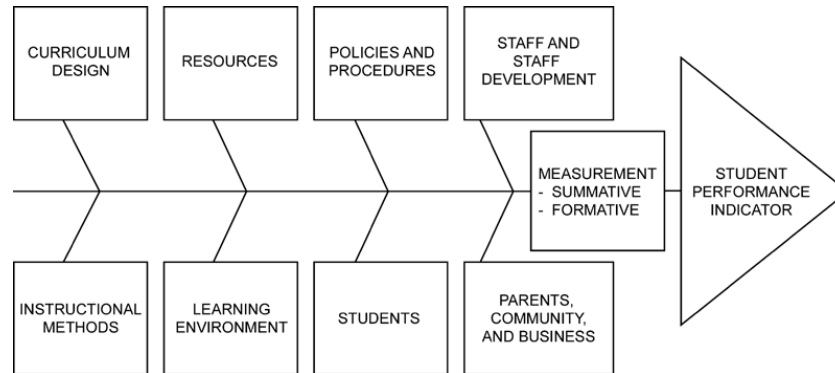 CURRICULUM
DESIGN
RESOURCES
POLICIES AND
PROCEDURES
STAFF AND
STAFF
DEVELOPMENT
MEASUREMENT
- SUMMATIVE
- FORMATIVE
STUDENT
PERFORMANCE
INDICATOR
INSTRUCTIONAL
METHODS
LEARNING
ENVIRONMENT
STUDENTS
PARENTS,
COMMUNITY,
AND BUSINESS